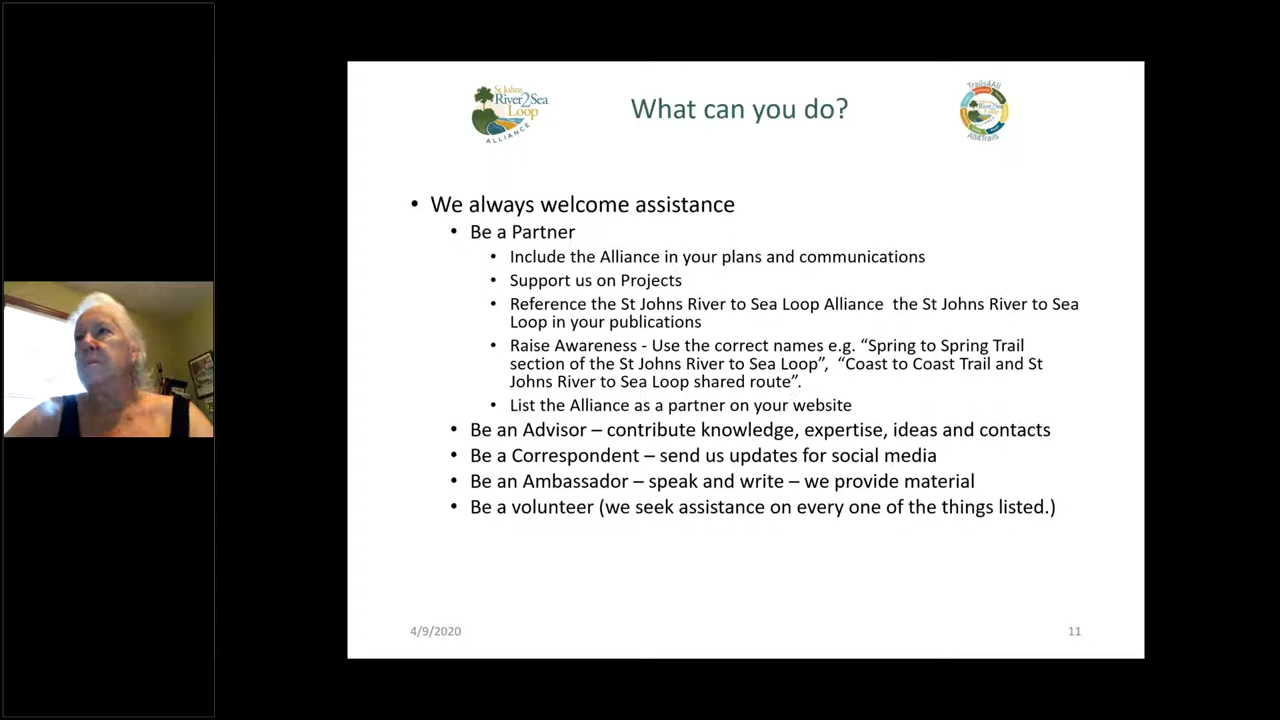 St Johns
River2Sea
Loop
ALLIANCE
What can you do?
Trails4All
River2Sea
Loop
All4Trails
• We always welcome assistance
• Be a Partner
• Include the Alliance in your plans and communications
• Support us on Projects
• Reference the St Johns River to Sea Loop Alliance  the St Johns River to Sea
Loop in your publications
• Raise Awareness - Use the correct names e.g. “Spring to Spring Trail
section of the St Johns River to Sea Loop”,  “Coast to Coast Trail and St
Johns River to Sea Loop shared route”.
• List the Alliance as a partner on your website
• Be an Advisor – contribute knowledge, expertise, ideas and contacts
• Be a Correspondent – send us updates for social media
• Be an Ambassador – speak and write – we provide material
• Be a volunteer (we seek assistance on every one of the things listed.)
4/9/2020
11